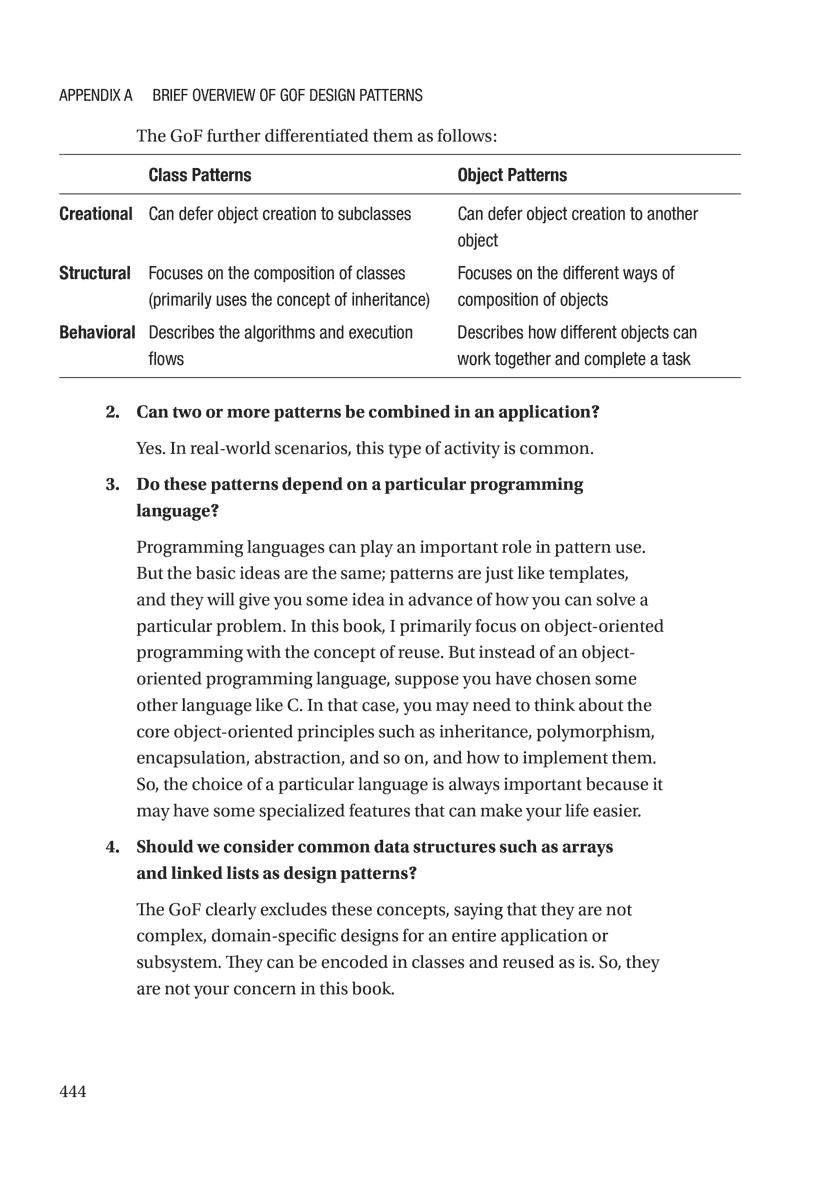 APPENDIX A BRIEF OVERVIEW OF GOF DESIGN PATTERNS
The GoF further differentiated them as follows:
Class Patterns Object Patterns
Creational Can defer object creation to subclasses Can defer object creation to another
object
Structural Focuses on the composition of classes Focuses on the different ways of
(primarily uses the concept of inheritance) composition of objects
Behavioral Describes the algorithms and execution Describes how different objects can
flows work together and complete a task
2. Can two or more patterns be combined in an application?
Yes. In real-world scenarios, this type of activity is common.
3. Do these patterns depend on a particular programming
language?
Programming languages can play an important role in pattern use.
But the basic ideas are the same; patterns are just like templates,
and they will give you some idea in advance of how you can solve a
particular problem. In this book, I primarily focus on object-oriented
programming with the concept of reuse. But instead of an object-
oriented programming language, suppose you have chosen some
other language like C. In that case, you may need to think about the
core object-oriented principles such as inheritance, polymorphism,
encapsulation, abstraction, and so on, and how to implement them.
So, the choice of a particular language is always important because it
may have some specialized features that can make your life easier.
4. Should we consider common data structures such as arrays
and linked lists as design patterns?
The GoF clearly excludes these concepts, saying that they are not
complex, domain-specific designs for an entire application or
subsystem. They can be encoded in classes and reused as is. So, they
are not your concern in this book.
444